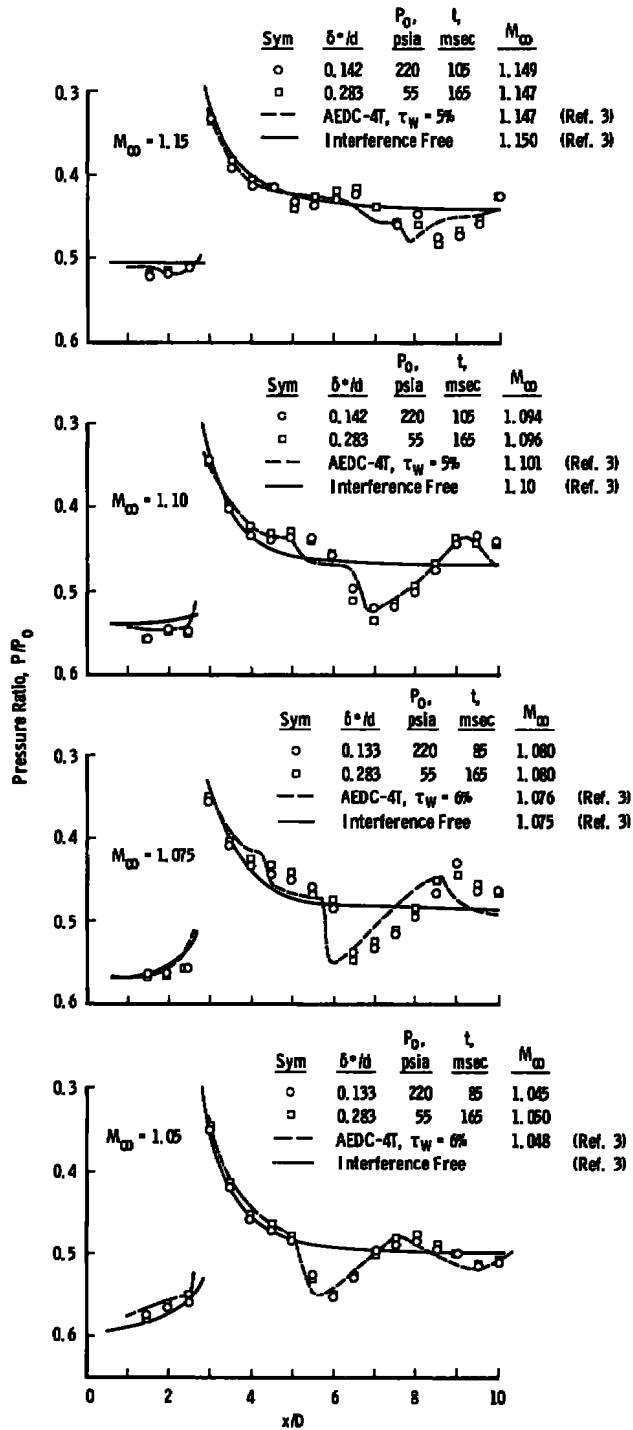 P₀, t,
Sym δ*/d psia msec M∞
○ 0.142 220 105 1.149
□ 0.283 55 165 1.147
AEDC-4T, τ_W = 5% 1.147 (Ref. 3)
Interference Free 1.150 (Ref. 3)
M∞ = 1.15
0.3
0.4
0.5
0.6
P₀, t,
Sym δ*/d psia msec M∞
○ 0.142 220 105 1.094
□ 0.283 55 165 1.096
AEDC-4T, τ_W = 5% 1.101 (Ref. 3)
Interference Free 1.10 (Ref. 3)
M∞ = 1.10
0.3
0.4
0.5
0.6
Pressure Ratio, P/P₀
P₀, t,
Sym δ*/d psia msec M∞
○ 0.133 220 85 1.080
□ 0.283 55 165 1.080
AEDC-4T, τ_W = 6% 1.076 (Ref. 3)
Interference Free 1.075 (Ref. 3)
M∞ = 1.075
0.3
0.4
0.5
0.6
P₀, t,
Sym δ*/d psia msec M∞
○ 0.133 220 85 1.045
□ 0.283 55 165 1.050
AEDC-4T, τ_W = 6% 1.048 (Ref. 3)
Interference Free (Ref. 3)
M∞ = 1.05
0.3
0.4
0.5
0.6
0 2 4 6 8 10
x/D